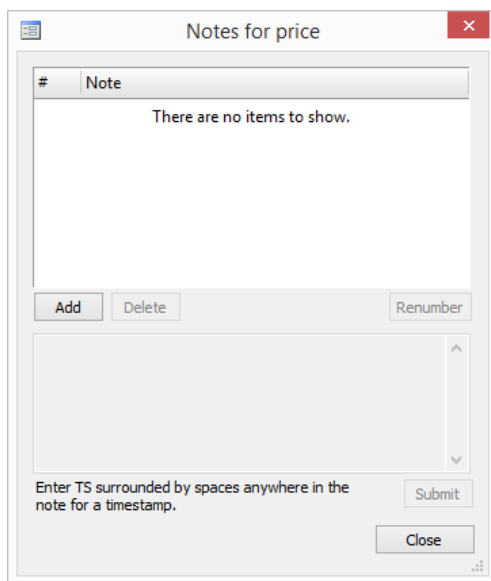 Notes for price
# Note
There are no items to show.
Add Delete Renumber
Enter TS surrounded by spaces anywhere in the
note for a timestamp.
Submit
Close